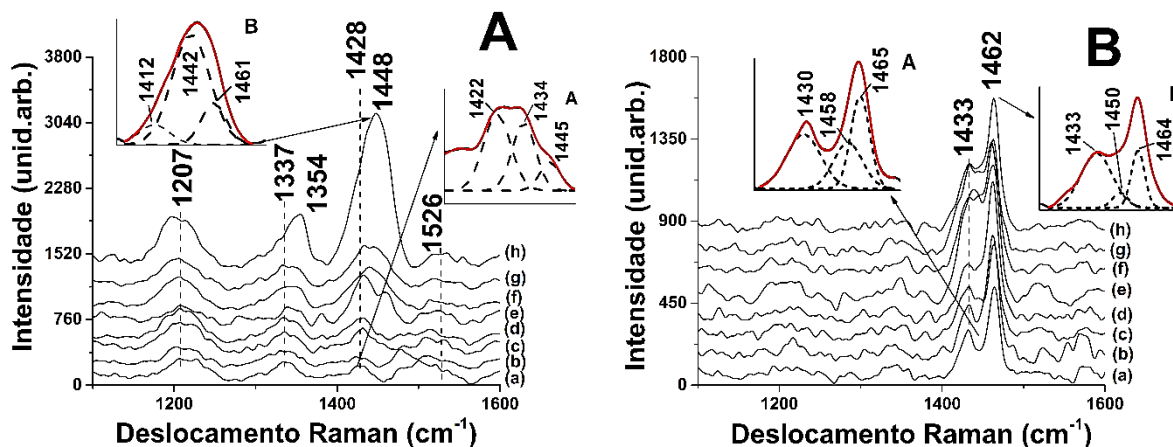 A
B
1412
1442
1461
1428
1448
A
1422
1434
1445
1207
1337
1354
1526
3800
3040
2280
1520
760
0
Intensidade (unid.arb.)
(h)
(g)
(f)
(e)
(d)
(c)
(b)
(a)
1200
1400
1600
Deslocamento Raman (cm⁻¹)
B
A
1430
1458
1465
1462
1433
1433
1450
1464
1800
1350
900
450
0
Intensidade (unid.arb.)
(h)
(g)
(f)
(e)
(d)
(c)
(b)
(a)
1200
1400
1600
Deslocamento Raman (cm⁻¹)